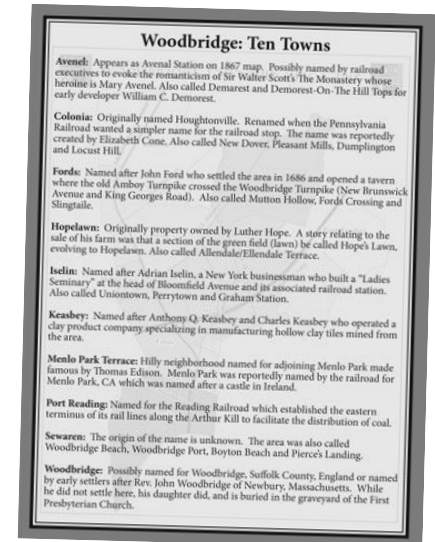 Woodbridge: Ten Towns
Avenel: Appears as Avenal Station on 1867 map. Possibly named by railroad
executives to evoke the romanticism of Sir Walter Scott's The Monastery whose
heroine is Mary Avenel. Also called Demarest and Demorest-On-The Hill Tops for
early developer William C. Demorest.
Colonia: Originally named Houghtonville. Renamed when the Pennsylvania
Railroad wanted a simpler name for the railroad stop. The name was reportedly
created by Elizabeth Cone. Also called New Dover, Pleasant Mills, Dumplington
and Locust Hill.
Fords: Named after John Ford who settled the area in 1686 and opened a tavern
where the old Amboy Turnpike crossed the Woodbridge Turnpike (New Brunswick
Avenue and King Georges Road). Also called Mutton Hollow, Fords Crossing and
Slingtaile.
Hopelawn: Originally property owned by Luther Hope. A story relating to the
sale of his farm was that a section of the green field (lawn) be called Hope's Lawn,
evolving to Hopelawn. Also called Allendale/Ellendale Terrace.
Iselin: Named after Adrian Iselin, a New York businessman who built a "Ladies
Seminary" at the head of Bloomfield Avenue and its associated railroad station.
Also called Uniontown, Perrytown and Graham Station.
Keasbey: Named after Anthony Q. Keasbey and Charles Keasbey who operated a
clay product company specializing in manufacturing hollow clay tiles mined from
the area.
Menlo Park Terrace: Hilly neighborhood named for adjoining Menlo Park made
famous by Thomas Edison. Menlo Park was reportedly named by the railroad for
Menlo Park, CA which was named after a castle in Ireland.
Port Reading: Named for the Reading Railroad which established the eastern
terminus of its rail lines along the Arthur Kill to facilitate the distribution of coal.
Sewaren: The origin of the name is unknown. The area was also called
Woodbridge Beach, Woodbridge Port, Boyton Beach and Pierce's Landing.
Woodbridge: Possibly named for Woodbridge, Suffolk County, England or named
by early settlers after Rev. John Woodbridge of Newbury, Massachusetts. While
he did not settle here, his daughter did, and is buried in the graveyard of the First
Presbyterian Church.